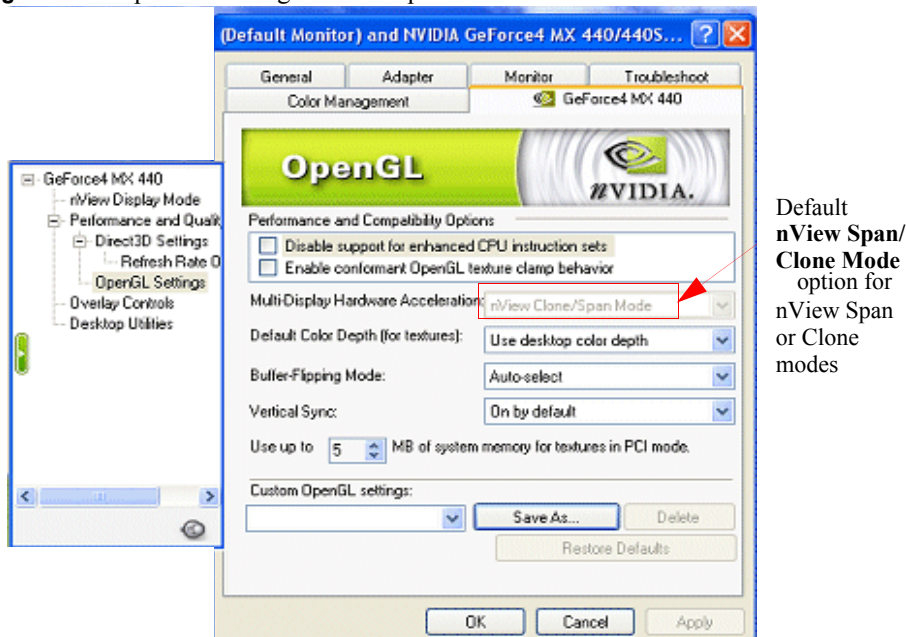 (Default Monitor) and NVIDIA GeForce4 MX 440/440S...
General
Adapter
Monitor
Troubleshoot
Color Management
GeForce4 MX 440
OpenGL
NVIDIA.
GeForce4 MX 440
nView Display Mode
Performance and Qualit
Direct3D Settings
Refresh Rate O
OpenGL Settings
Overlay Controls
Desktop Utilities
Performance and Compatibility Options
Disable support for enhanced CPU instruction sets
Enable conformant OpenGL texture clamp behavior
Multi-Display Hardware Acceleration:
nView Clone/Span Mode
Default Color Depth (for textures):
Use desktop color depth
Buffer-Flipping Mode:
Auto-select
Vertical Sync:
On by default
Use up to 5 MB of system memory for textures in PCI mode.
Custom OpenGL settings:
Save As...
Delete
Restore Defaults
OK
Cancel
Apply
Default
nView Span/
Clone Mode
option for
nView Span
or Clone
modes